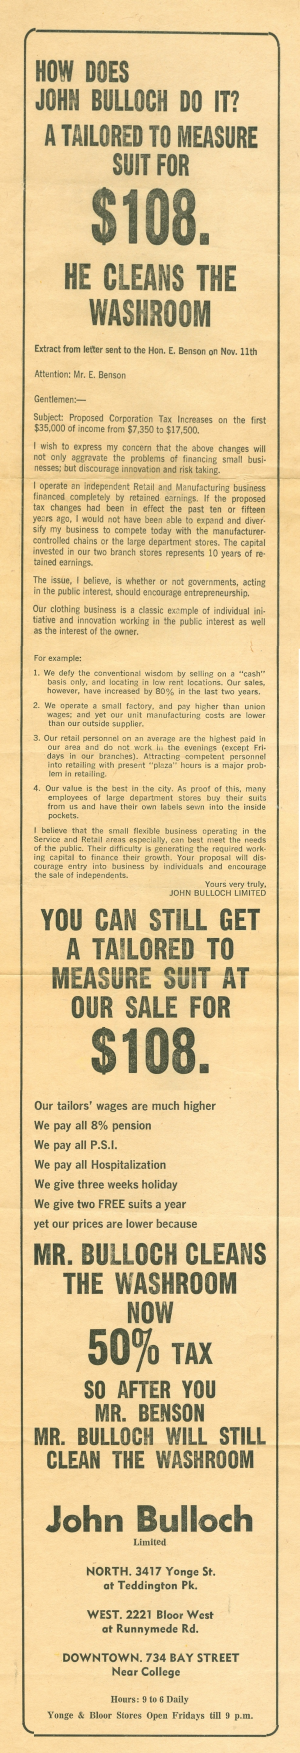 HOW DOES
JOHN BULLOCH DO IT?
A TAILORED TO MEASURE
SUIT FOR
$108.
HE CLEANS THE
WASHROOM
Extract from letter sent to the Hon. E. Benson on Nov. 11th
Attention: Mr. E. Benson
Gentlemen:—
Subject: Proposed Corporation Tax Increases on the first
$35,000 of income from $7,350 to $17,500.
I wish to express my concern that the above changes will
not only aggravate the problems of financing small busi-
nesses; but discourage innovation and risk taking.
I operate an independent Retail and Manufacturing business
financed completely by retained earnings. If the proposed
tax changes had been in effect the past ten or fifteen
years ago, I would not have been able to expand and diver-
sify my business to compete today with the manufacturer-
controlled chains or the large department stores. The capital
invested in our two branch stores represents 10 years of re-
tained earnings.
The issue, I believe, is whether or not governments, acting
in the public interest, should encourage entrepreneurship.
Our clothing business is a classic example of individual ini-
tiative and innovation working in the public interest as well
as the interest of the owner.
For example:
1. We defy the conventional wisdom by selling on a "cash"
basis only, and locating in low rent locations. Our sales,
however, have increased by 80% in the last two years.
2. We operate a small factory, and pay higher than union
wages; and yet our unit manufacturing costs are lower
than our outside supplier.
3. Our retail personnel on an average are the highest paid in
our area and do not work in the evenings (except Fri-
days in our branches). Attracting competent personnel
into retailing with present "plaza" hours is a major prob-
lem in retailing.
4. Our value is the best in the city. As proof of this, many
employees of large department stores buy their suits
from us and have their own labels sewn into the inside
pockets.
I believe that the small flexible business operating in the
Service and Retail areas especially, can best meet the needs
of the public. Their difficulty is generating the required work-
ing capital to finance their growth. Your proposal will dis-
courage entry into business by individuals and encourage
the sale of independents.
Yours very truly,
JOHN BULLOCH LIMITED
YOU CAN STILL GET
A TAILORED TO
MEASURE SUIT AT
OUR SALE FOR
$108.
Our tailors' wages are much higher
We pay all 8% pension
We pay all P.S.I.
We pay all Hospitalization
We give three weeks holiday
We give two FREE suits a year
yet our prices are lower because
MR. BULLOCH CLEANS
THE WASHROOM
NOW
50% TAX
SO AFTER YOU
MR. BENSON
MR. BULLOCH WILL STILL
CLEAN THE WASHROOM
John Bulloch
Limited
NORTH. 3417 Yonge St.
at Teddington Pk.
WEST. 2221 Bloor West
at Runnymede Rd.
DOWNTOWN. 734 BAY STREET
Near College
Hours: 9 to 6 Daily
Yonge & Bloor Stores Open Fridays till 9 p.m.